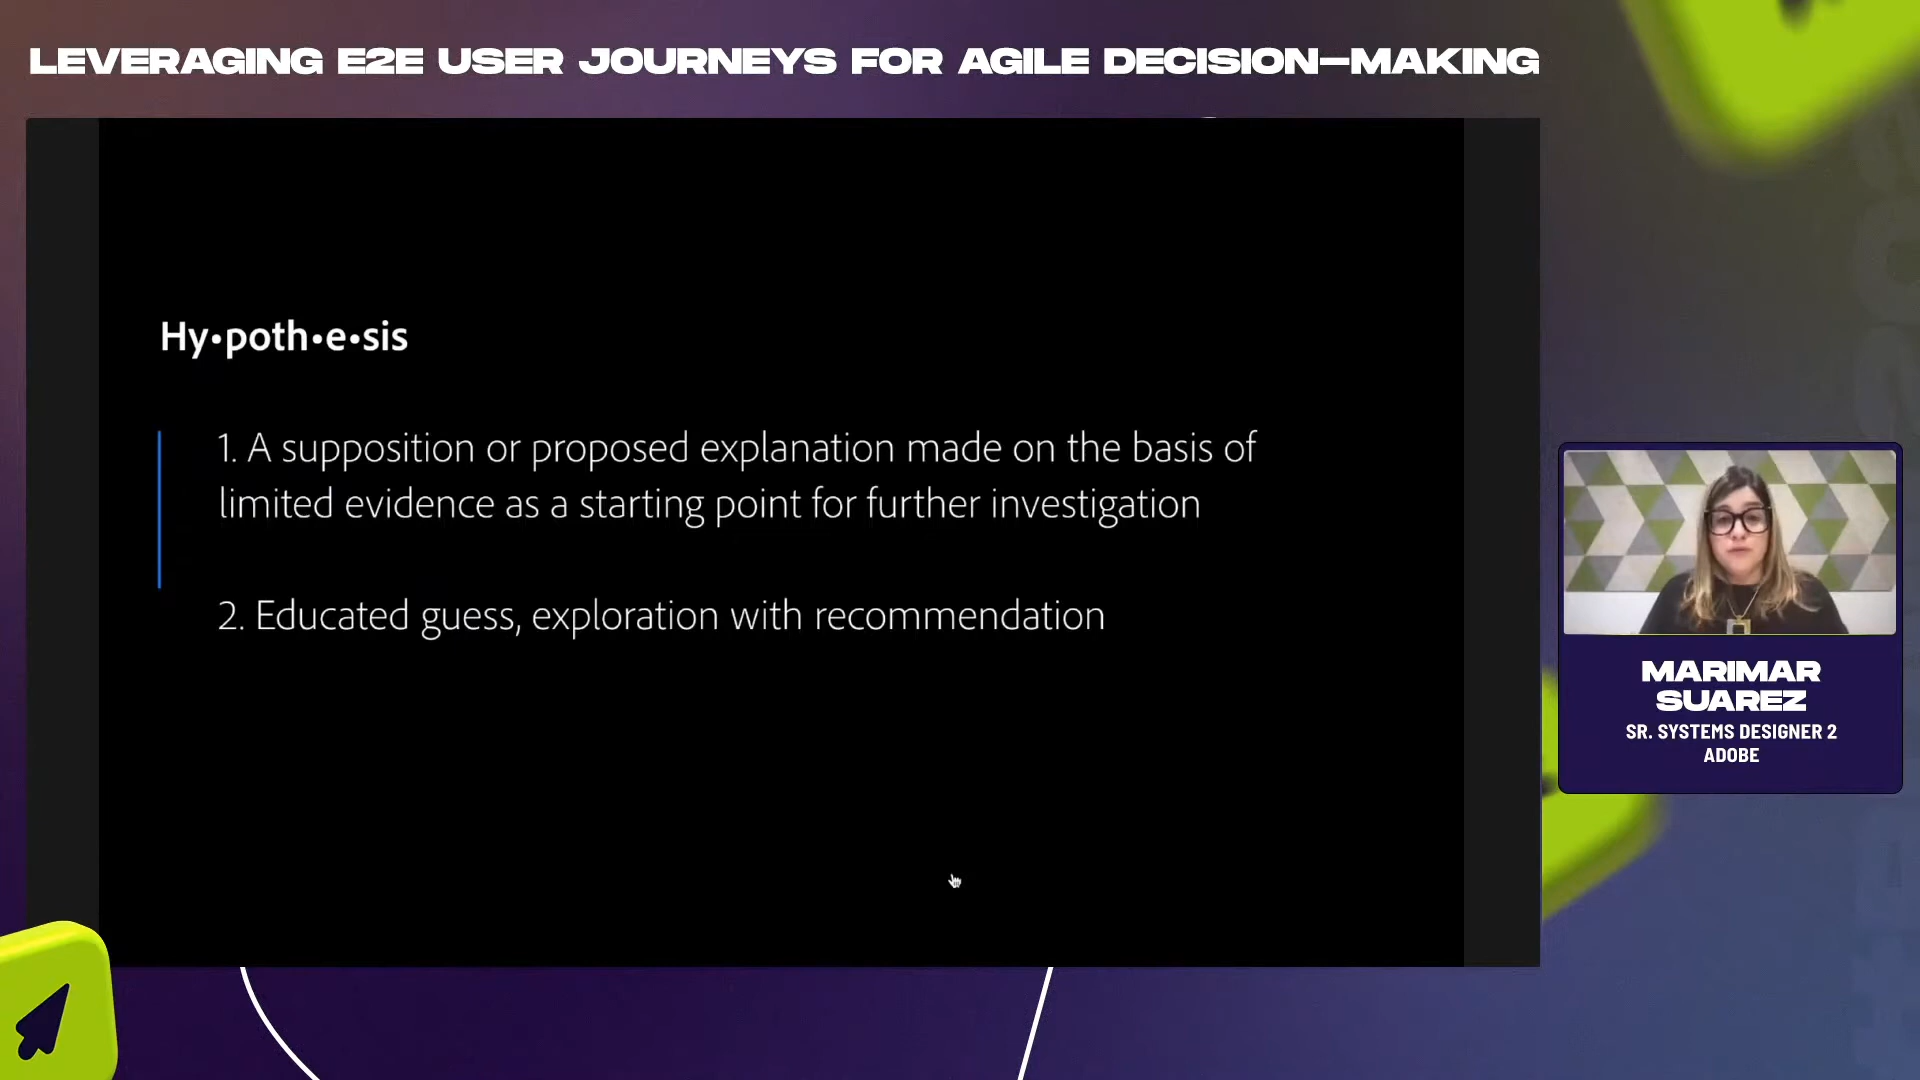 LEVERAGING E2E USER JOURNEYS FOR AGILE DECISION–MAKING
Hy•poth•e•sis
1. A supposition or proposed explanation made on the basis of
limited evidence as a starting point for further investigation
2. Educated guess, exploration with recommendation
MARIMAR
SUAREZ
SR. SYSTEMS DESIGNER 2
ADOBE